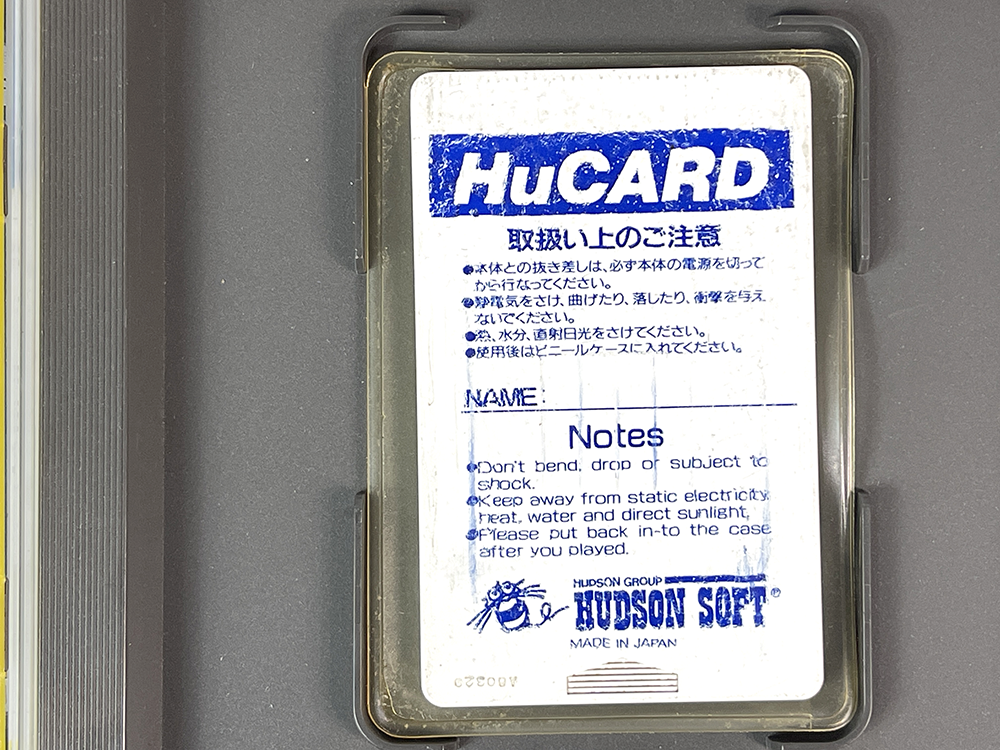 HuCARD
取扱い上のご注意
●本体との抜き差しは、必ず本体の電源を切って
から行なってください。
●静電気をさけ、曲げたり、落したり、衝撃を与え
ないでください。
●熱、水分、直射日光をさけてください。
●使用後はビニールケースに入れてください。
NAME:
Notes
●Don't bend, drop or subject to
shock.
●Keep away from static electricity,
heat, water and direct sunlight.
●Please put back in-to the case
after you played.
HUDSON GROUP
HUDSON SOFT®
MADE IN JAPAN